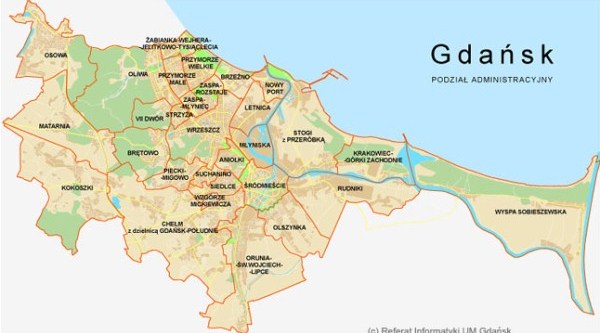 Gdańsk
PODZIAŁ ADMINISTRACYJNY
ŻABIANKA-WEJHERA-
JELITKOWO-TYSIĄCLECIA
OSOWA
OLIWA
PRZYMORZE
WIELKIE
PRZYMORZE
MAŁE
BRZEŹNO
ZASPA-
ROZSTAJE
NOWY
PORT
ZASPA-
MŁYNIEC
LETNICA
STRZYŻA
VII DWÓR
MATARNIA
WRZESZCZ
STOGI
z PRZERÓBKĄ
MŁYNISKA
BRĘTOWO
ANIOŁKI
KRAKOWIEC-
-GÓRKI ZACHODNIE
PIECKI-
-MIGOWO
SUCHANINO
KOKOSZKI
SIEDLCE
ŚRÓDMIEŚCIE
RUDNIKI
WZGÓRZE
MICKIEWICZA
WYSPA SOBIESZEWSKA
CHEŁM
z dzielnicą GDAŃSK-POŁUDNIE
OLSZYNKA
ORUNIA-
-ŚW.WOJCIECH-
-LIPCE
(c) Referat Informatyki UM Gdańsk